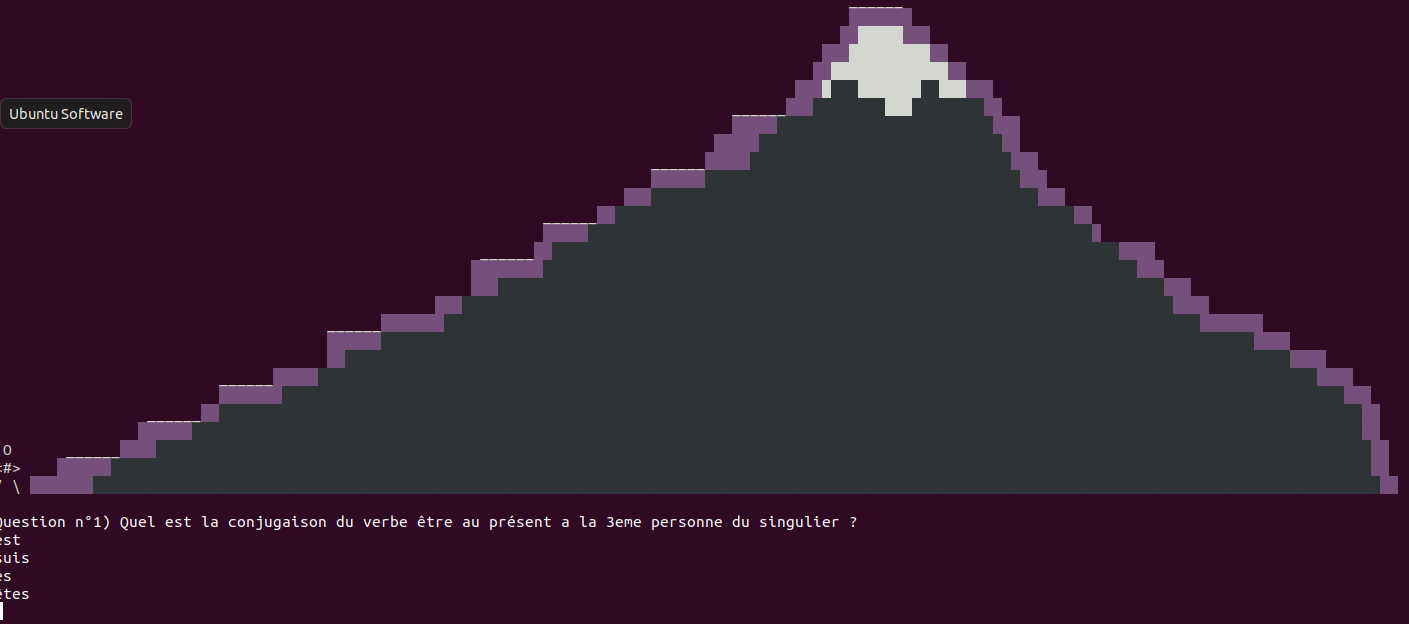 Ubuntu Software
O
<#>
/ \
Question n°1) Quel est la conjugaison du verbe être au présent a la 3eme personne du singulier ?
est
suis
es
êtes